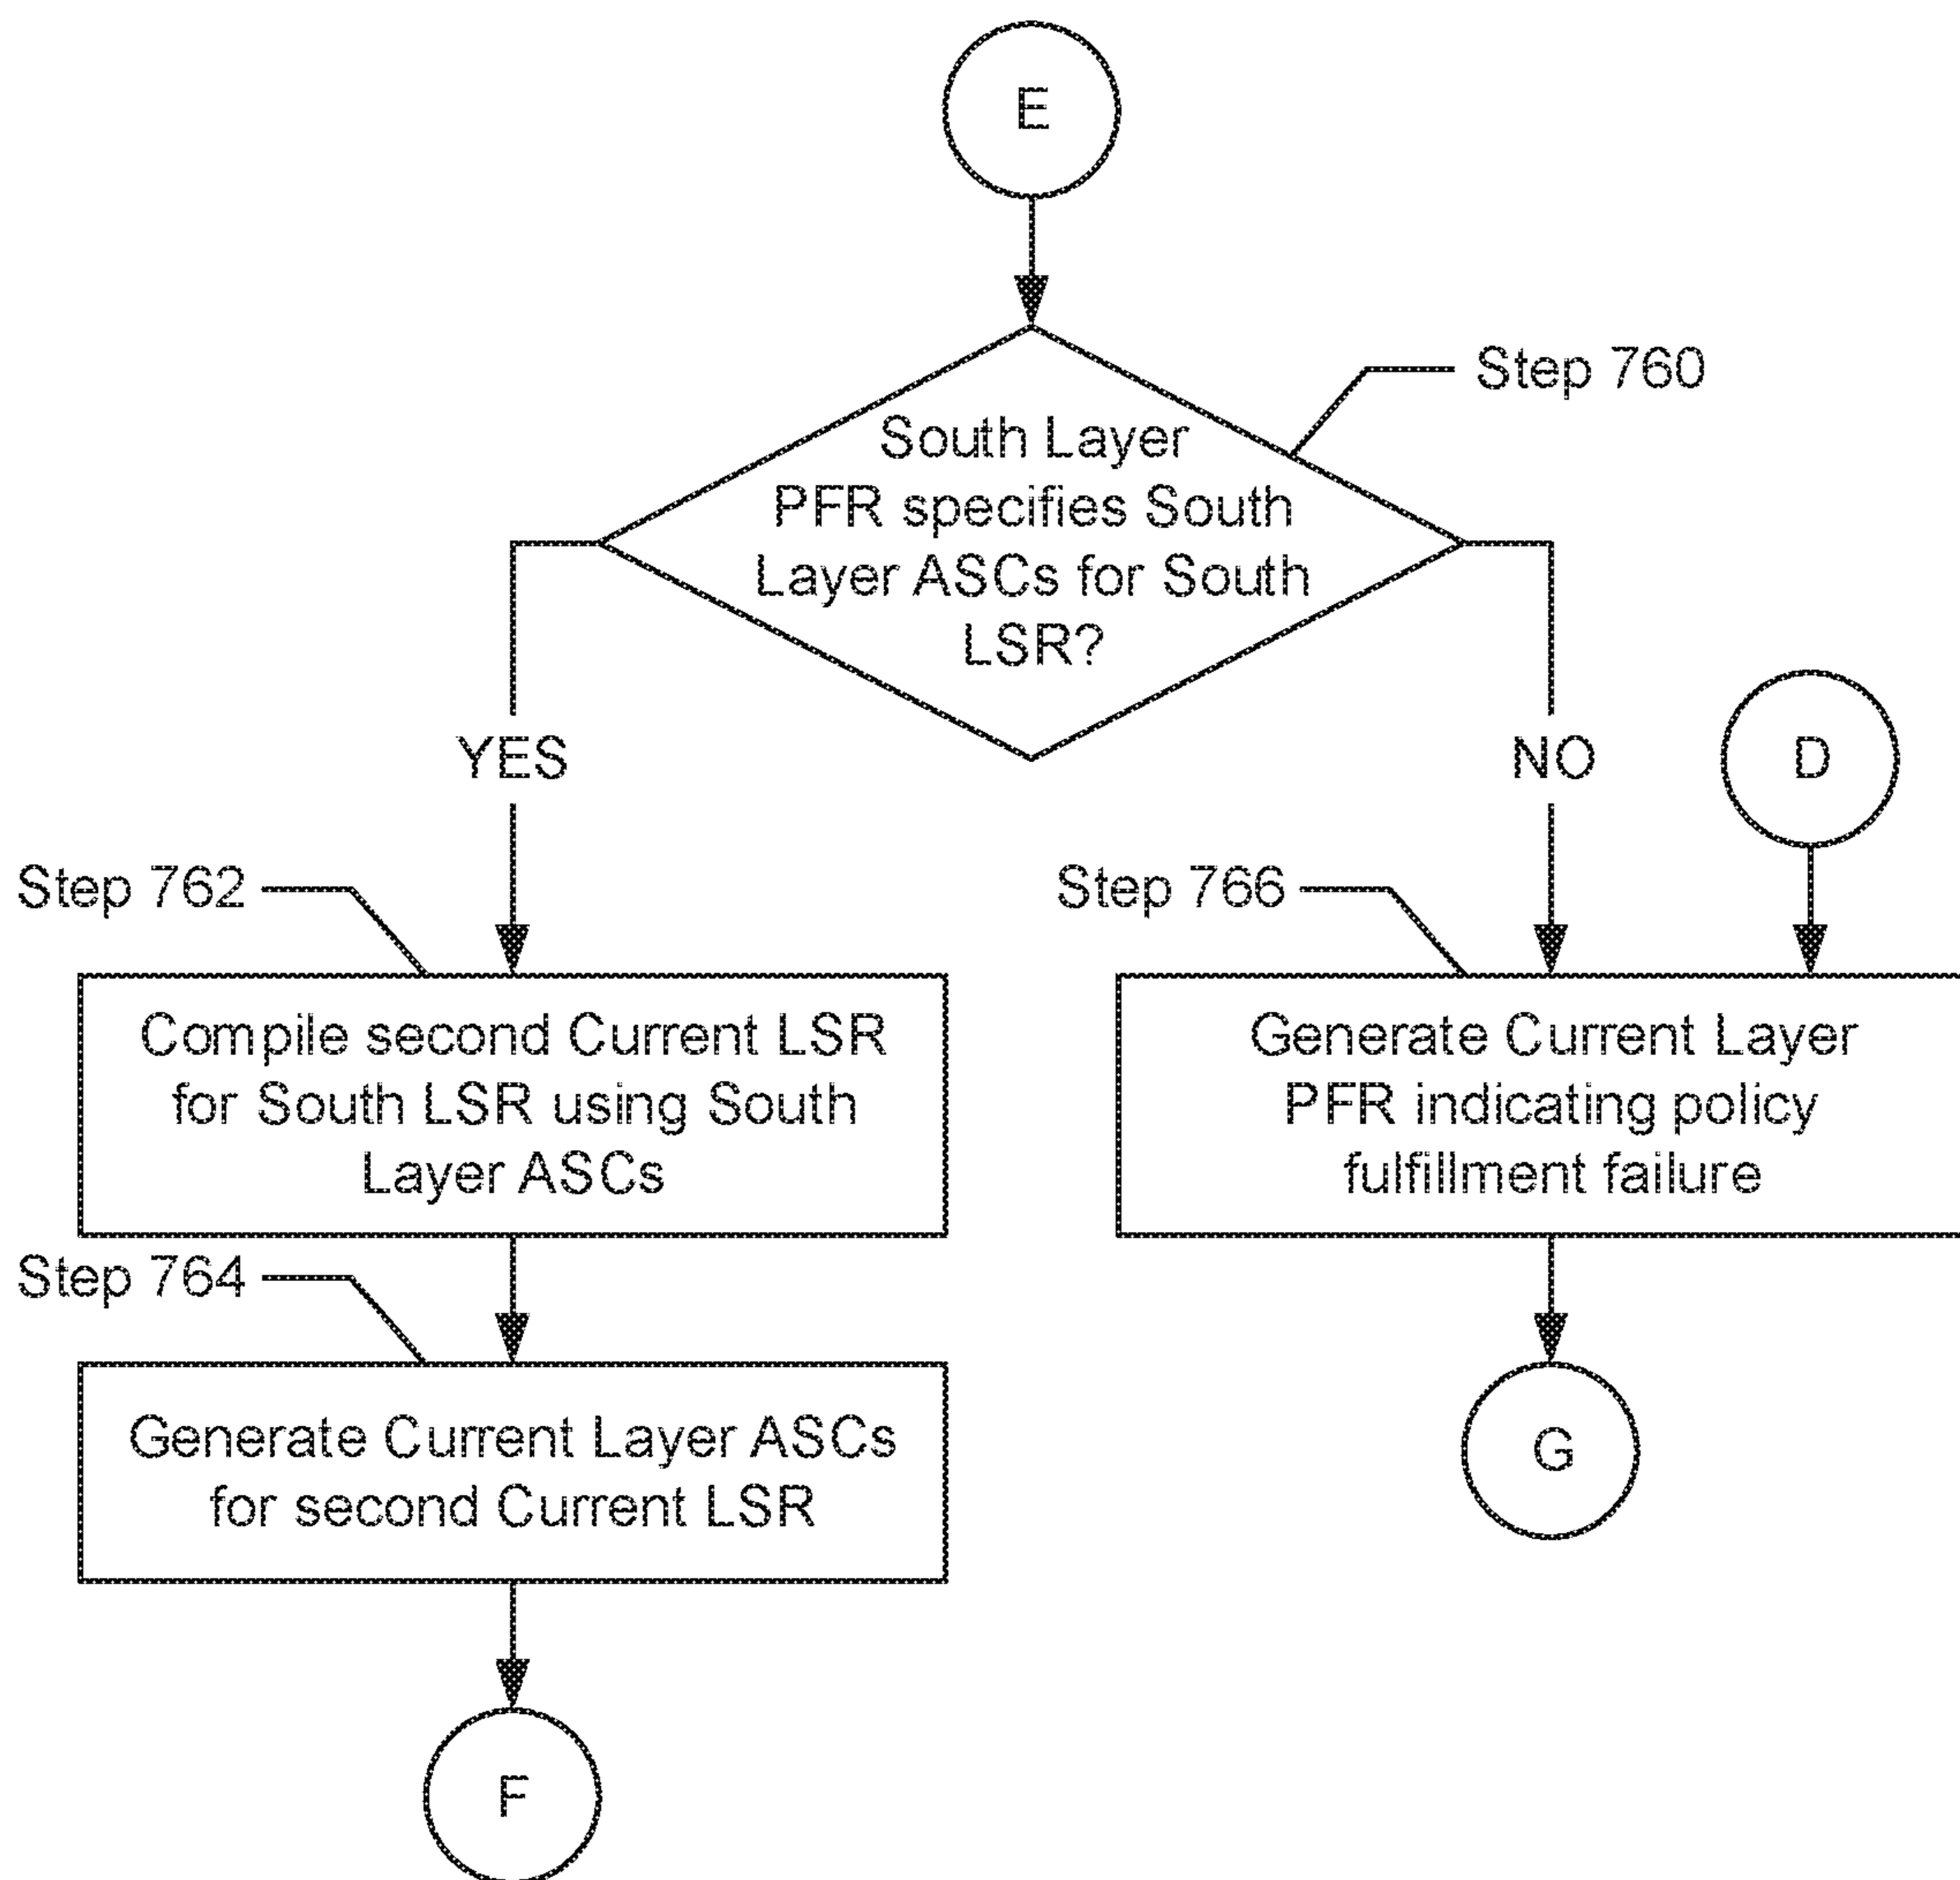 E
Step 760
South Layer
PFR specifies South
Layer ASCs for South
LSR?
YES
NO
D
Step 762
Step 766
Compile second Current LSR
for South LSR using South
Layer ASCs
Generate Current Layer
PFR indicating policy
fulfillment failure
Step 764
Generate Current Layer ASCs
for second Current LSR
G
F